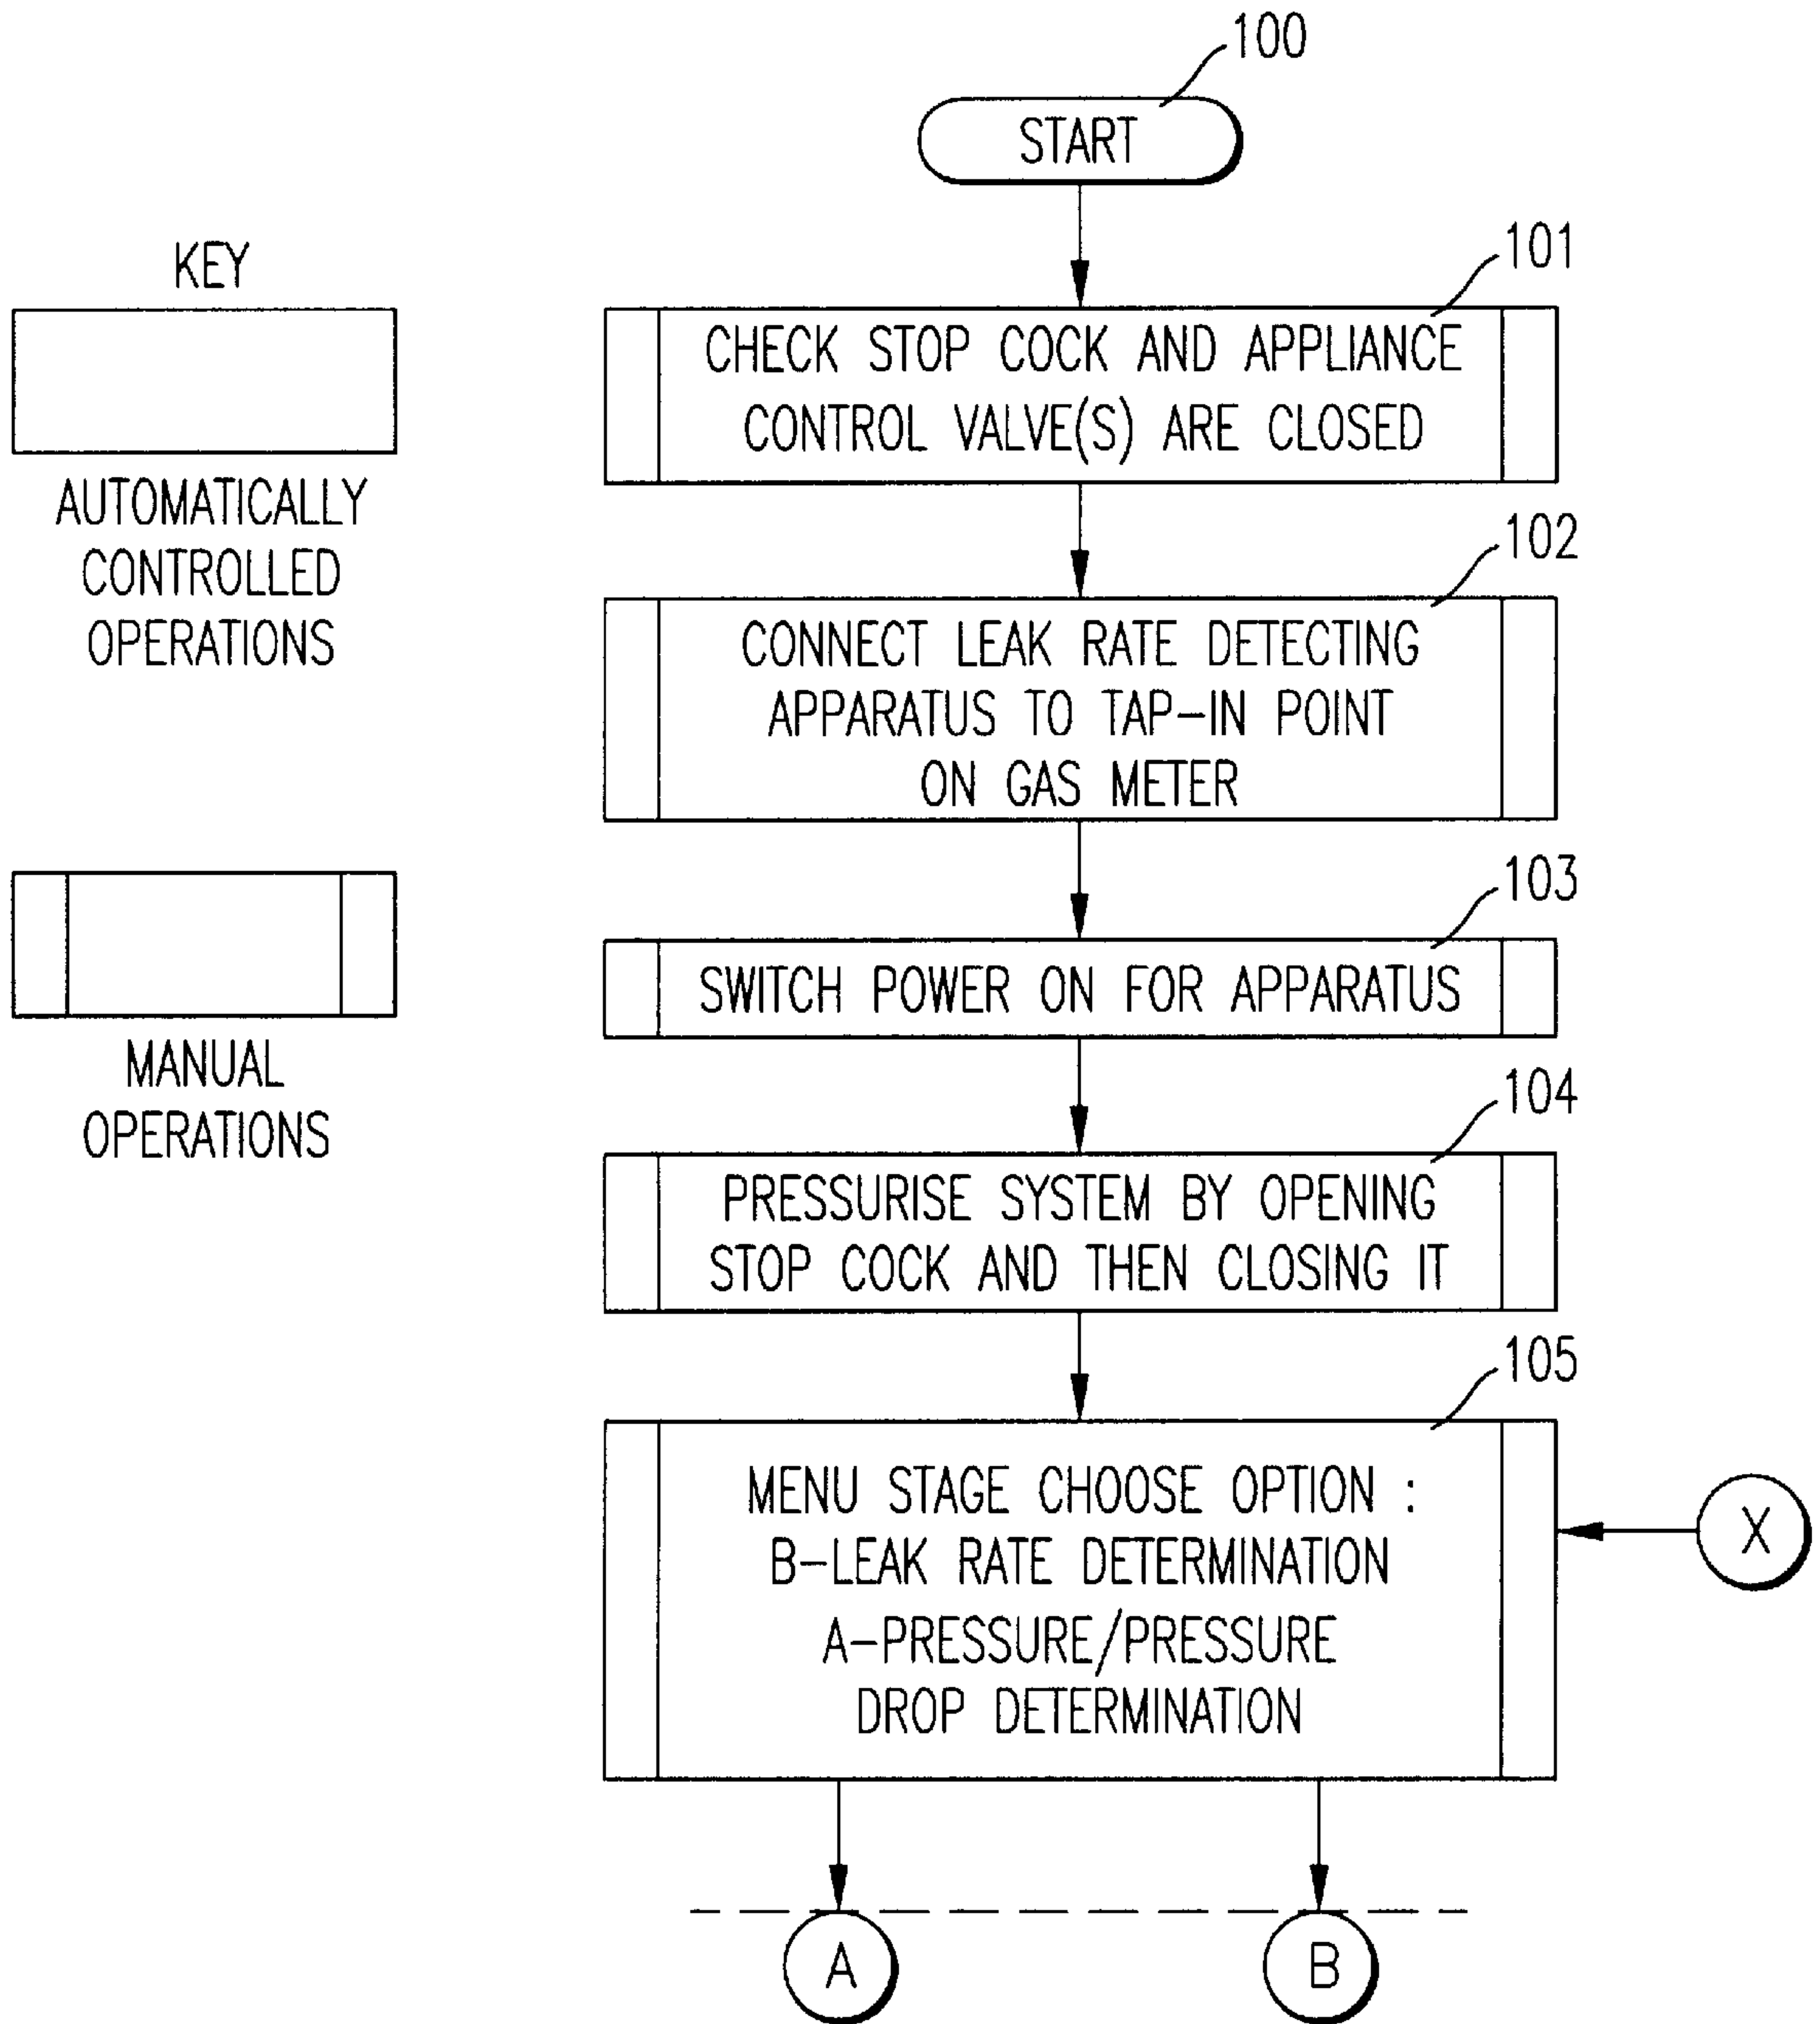 100
START
KEY
AUTOMATICALLY
CONTROLLED
OPERATIONS
MANUAL
OPERATIONS
101
CHECK STOP COCK AND APPLIANCE
CONTROL VALVE(S) ARE CLOSED
102
CONNECT LEAK RATE DETECTING
APPARATUS TO TAP-IN POINT
ON GAS METER
103
SWITCH POWER ON FOR APPARATUS
104
PRESSURISE SYSTEM BY OPENING
STOP COCK AND THEN CLOSING IT
105
MENU STAGE CHOOSE OPTION :
B-LEAK RATE DETERMINATION
A-PRESSURE/PRESSURE
DROP DETERMINATION
X
A
B